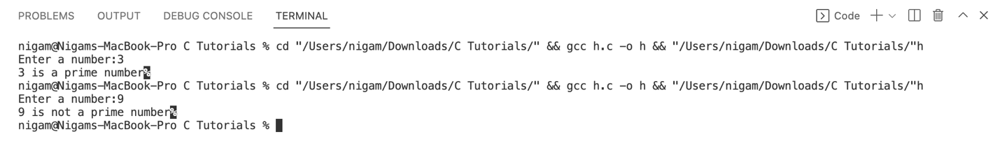 PROBLEMS OUTPUT DEBUG CONSOLE TERMINAL Code
nigam@Nigams-MacBook-Pro C Tutorials % cd "/Users/nigam/Downloads/C Tutorials/" && gcc h.c -o h && "/Users/nigam/Downloads/C Tutorials/"h
Enter a number:3
3 is a prime number%
nigam@Nigams-MacBook-Pro C Tutorials % cd "/Users/nigam/Downloads/C Tutorials/" && gcc h.c -o h && "/Users/nigam/Downloads/C Tutorials/"h
Enter a number:9
9 is not a prime number%
nigam@Nigams-MacBook-Pro C Tutorials %